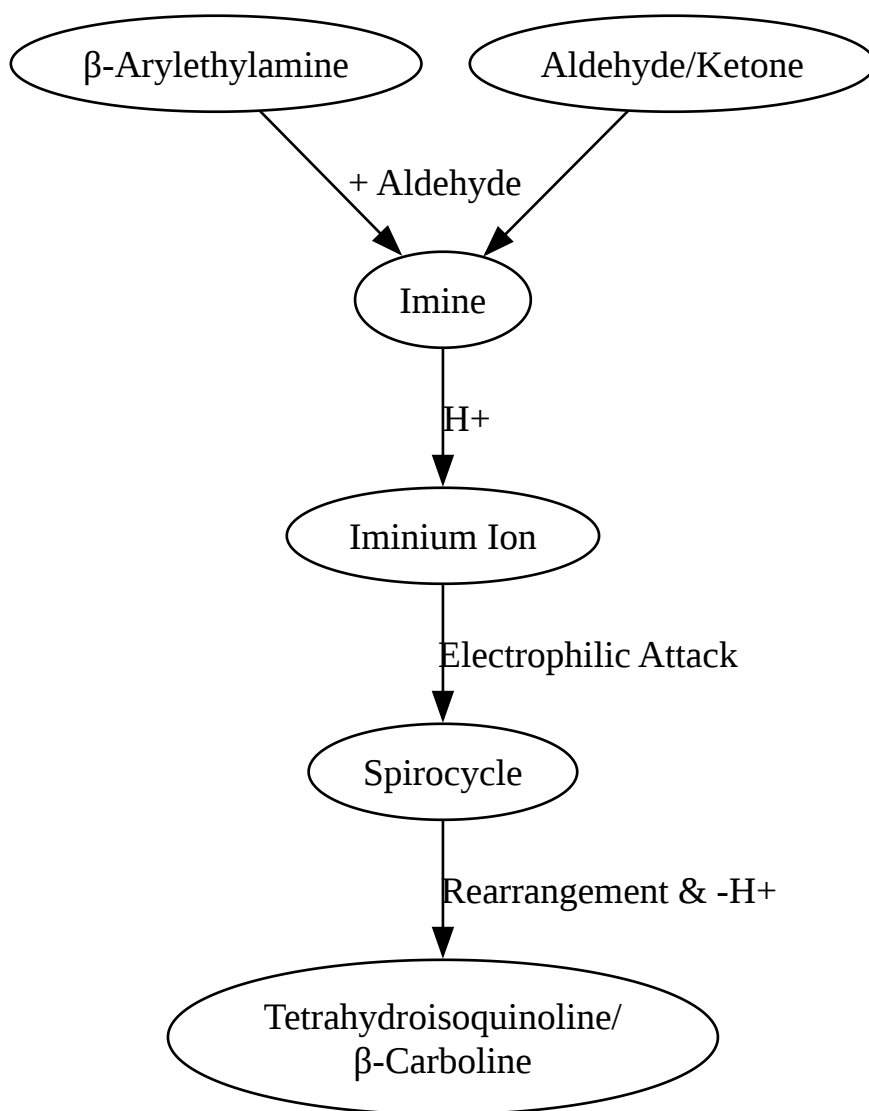 β-Arylethylamine
Aldehyde/Ketone
+ Aldehyde
Imine
H+
Iminium Ion
Electrophilic Attack
Spirocycle
Rearrangement & -H+
Tetrahydroisoquinoline/
β-Carboline